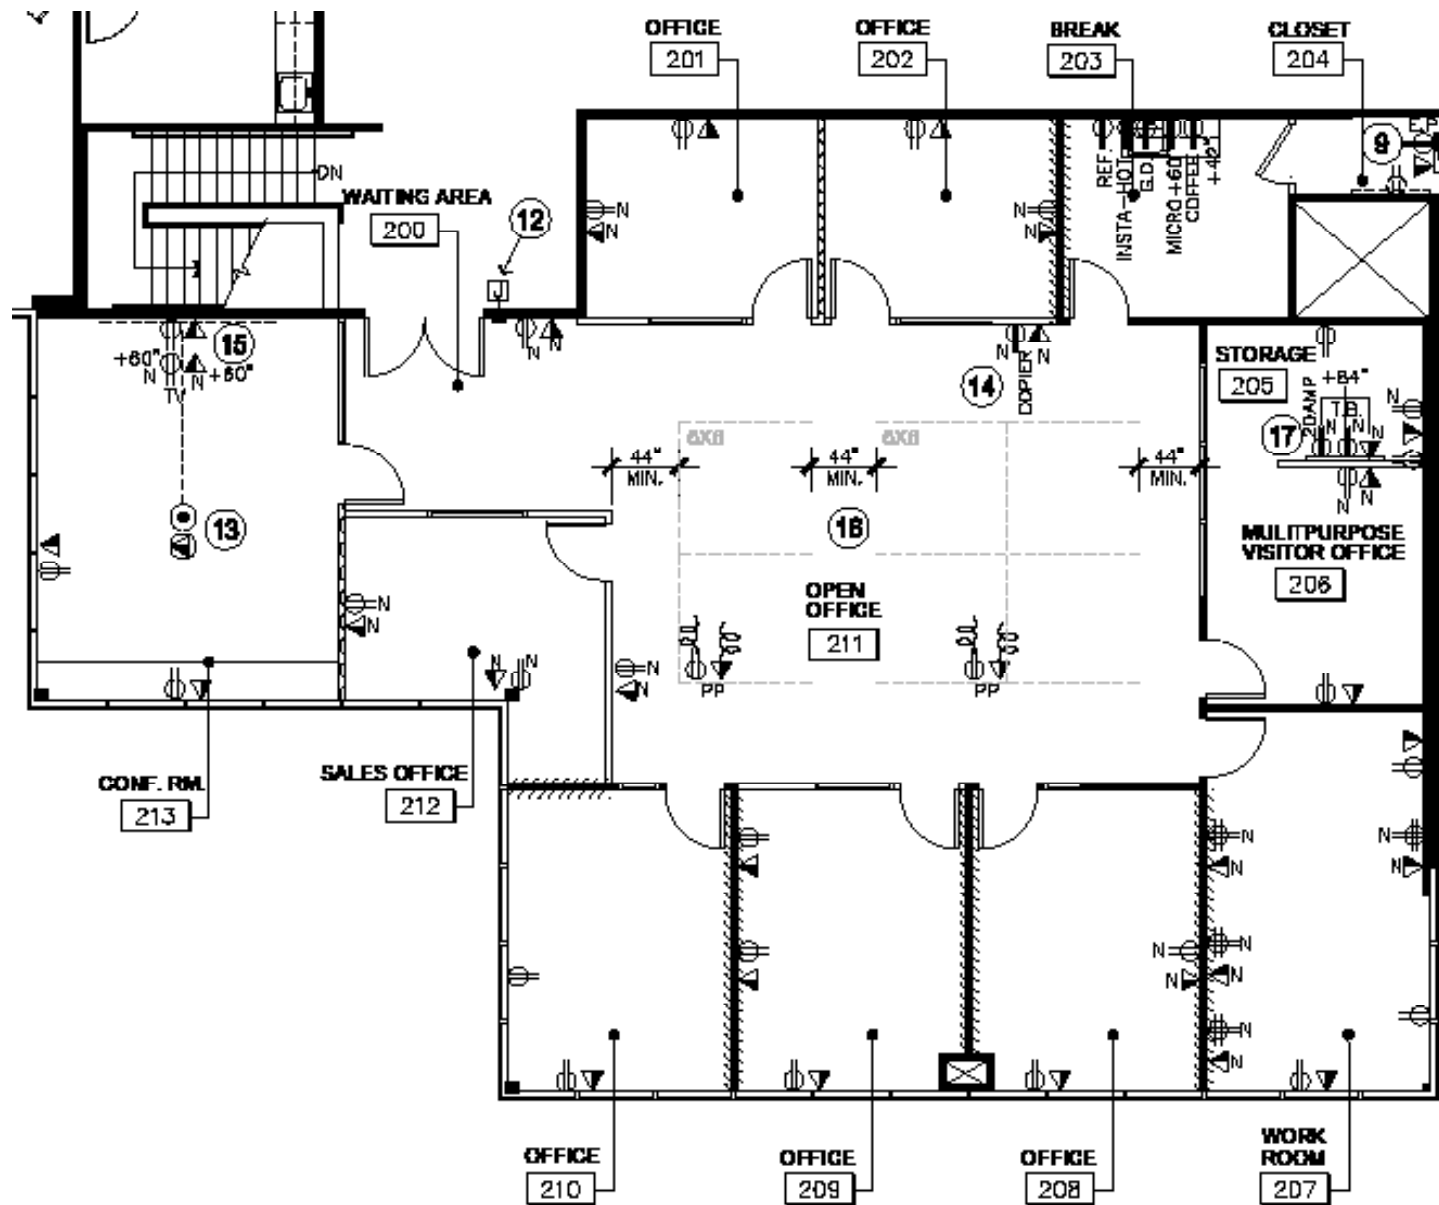 OFFICE
201
OFFICE
202
BREAK
203
CLOSET
204
9
DN
WAITING AREA
200
12
J
N
N
N
N
REF.
INSTA-HOT
G.D.
MICRO +60"
COFFEE
+42"
15
+60"
N
N
+60"
TV
N
N
14
N
N
COPIER
STORAGE
205
20AMP
+84"
T.B.
N
N
N
N
17
N
N
6X6
6X6
44"
MIN.
44"
MIN.
44"
MIN.
13
16
MULITPURPOSE
VISITOR OFFICE
206
OPEN
OFFICE
211
N
N
N
N
N
N
PP
PP
CONF. RM.
213
SALES OFFICE
212
N
N
N
N
N
N
N
N
N
N
N
N
OFFICE
210
OFFICE
209
OFFICE
208
WORK
ROOM
207